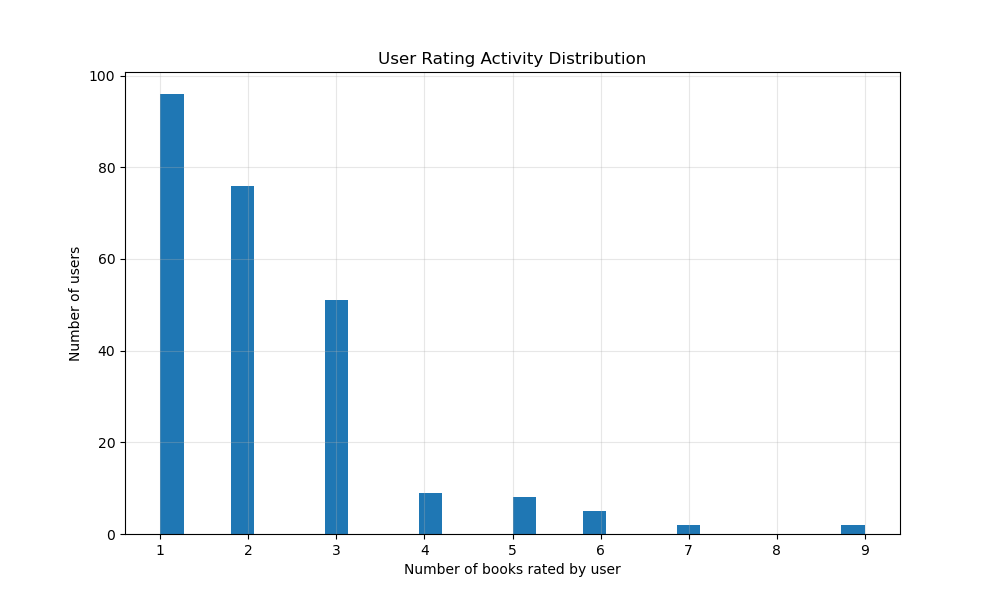 User Rating Activity Distribution
100
80
60
40
20
0
Number of users
1 2 3 4 5 6 7 8 9
Number of books rated by user